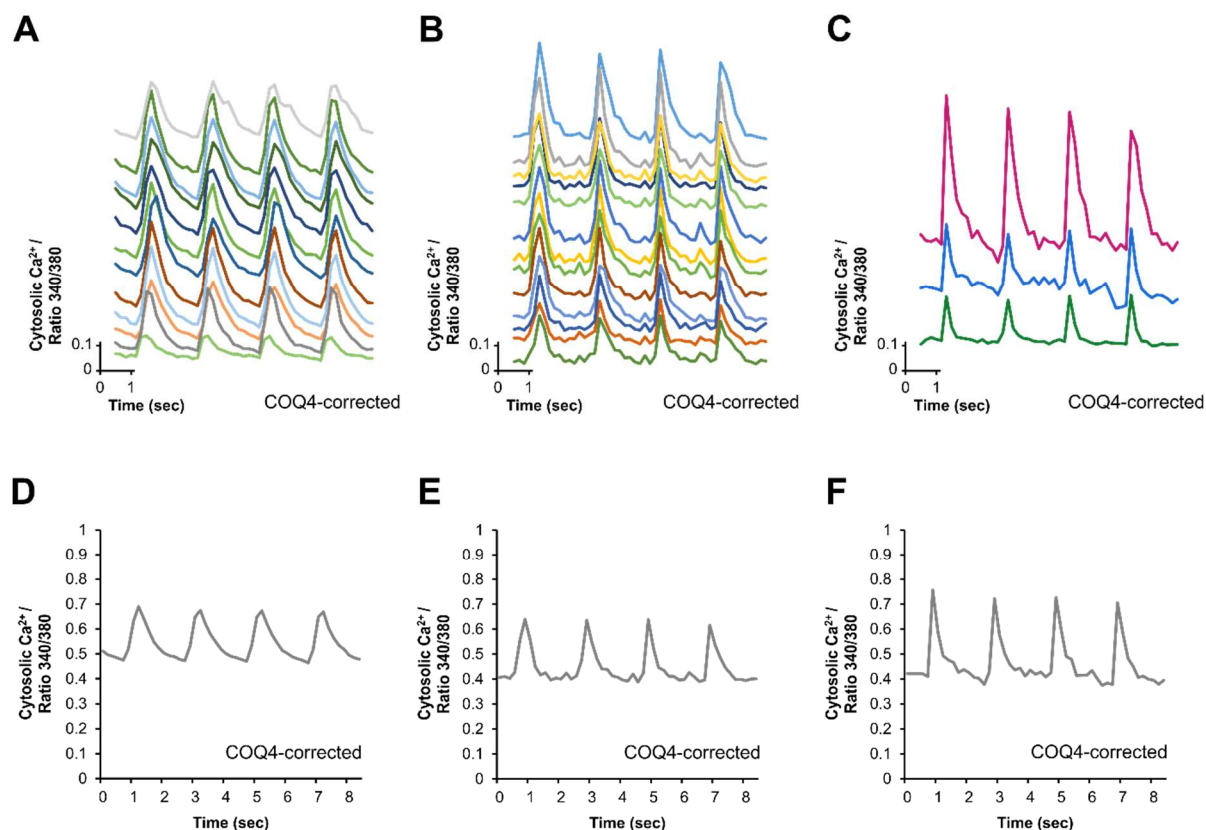 A
B
C
Cytosolic Ca²⁺ /
Ratio 340/380
0.1
0
0 1
Time (sec)
COQ4-corrected
Cytosolic Ca²⁺ /
Ratio 340/380
0.1
0
0 1
Time (sec)
COQ4-corrected
Cytosolic Ca²⁺ /
Ratio 340/380
0.1
0
0 1
Time (sec)
COQ4-corrected
D
E
F
Cytosolic Ca²⁺ /
Ratio 340/380
1
0.9
0.8
0.7
0.6
0.5
0.4
0.3
0.2
0.1
0
COQ4-corrected
0 1 2 3 4 5 6 7 8
Time (sec)
Cytosolic Ca²⁺ /
Ratio 340/380
1
0.9
0.8
0.7
0.6
0.5
0.4
0.3
0.2
0.1
0
COQ4-corrected
0 1 2 3 4 5 6 7 8
Time (sec)
Cytosolic Ca²⁺ /
Ratio 340/380
1
0.9
0.8
0.7
0.6
0.5
0.4
0.3
0.2
0.1
0
COQ4-corrected
0 1 2 3 4 5 6 7 8
Time (sec)